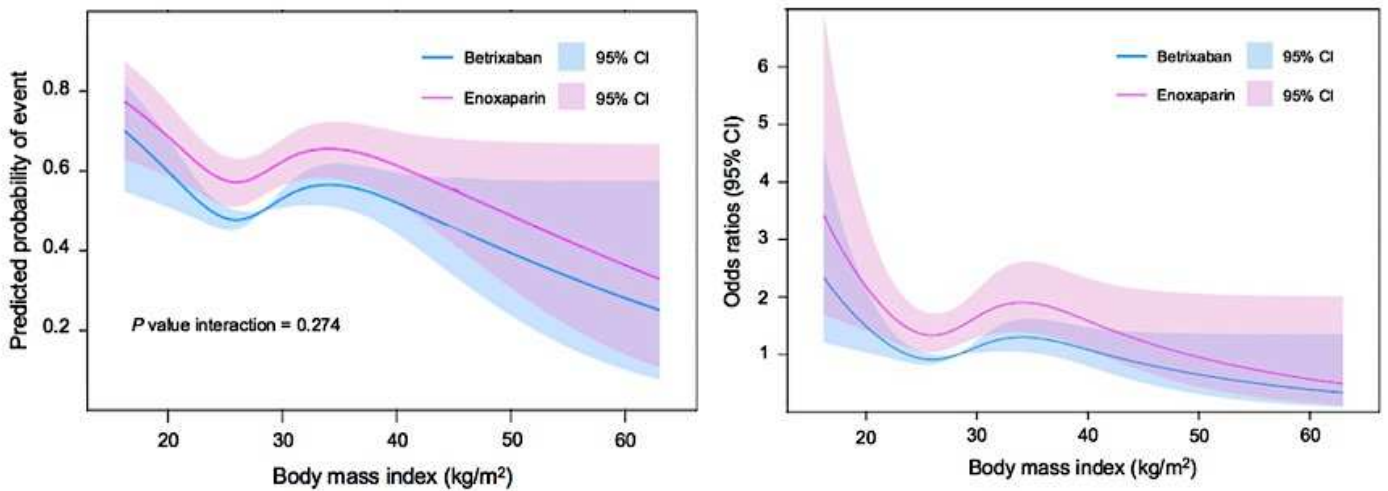 Betrixaban 95% CI
Enoxaparin 95% CI
Predicted probability of event
0.8
0.6
0.4
0.2
P value interaction = 0.274
20 30 40 50 60
Body mass index (kg/m²)
Betrixaban 95% CI
Enoxaparin 95% CI
Odds ratios (95% CI)
6
5
4
3
2
1
20 30 40 50 60
Body mass index (kg/m²)